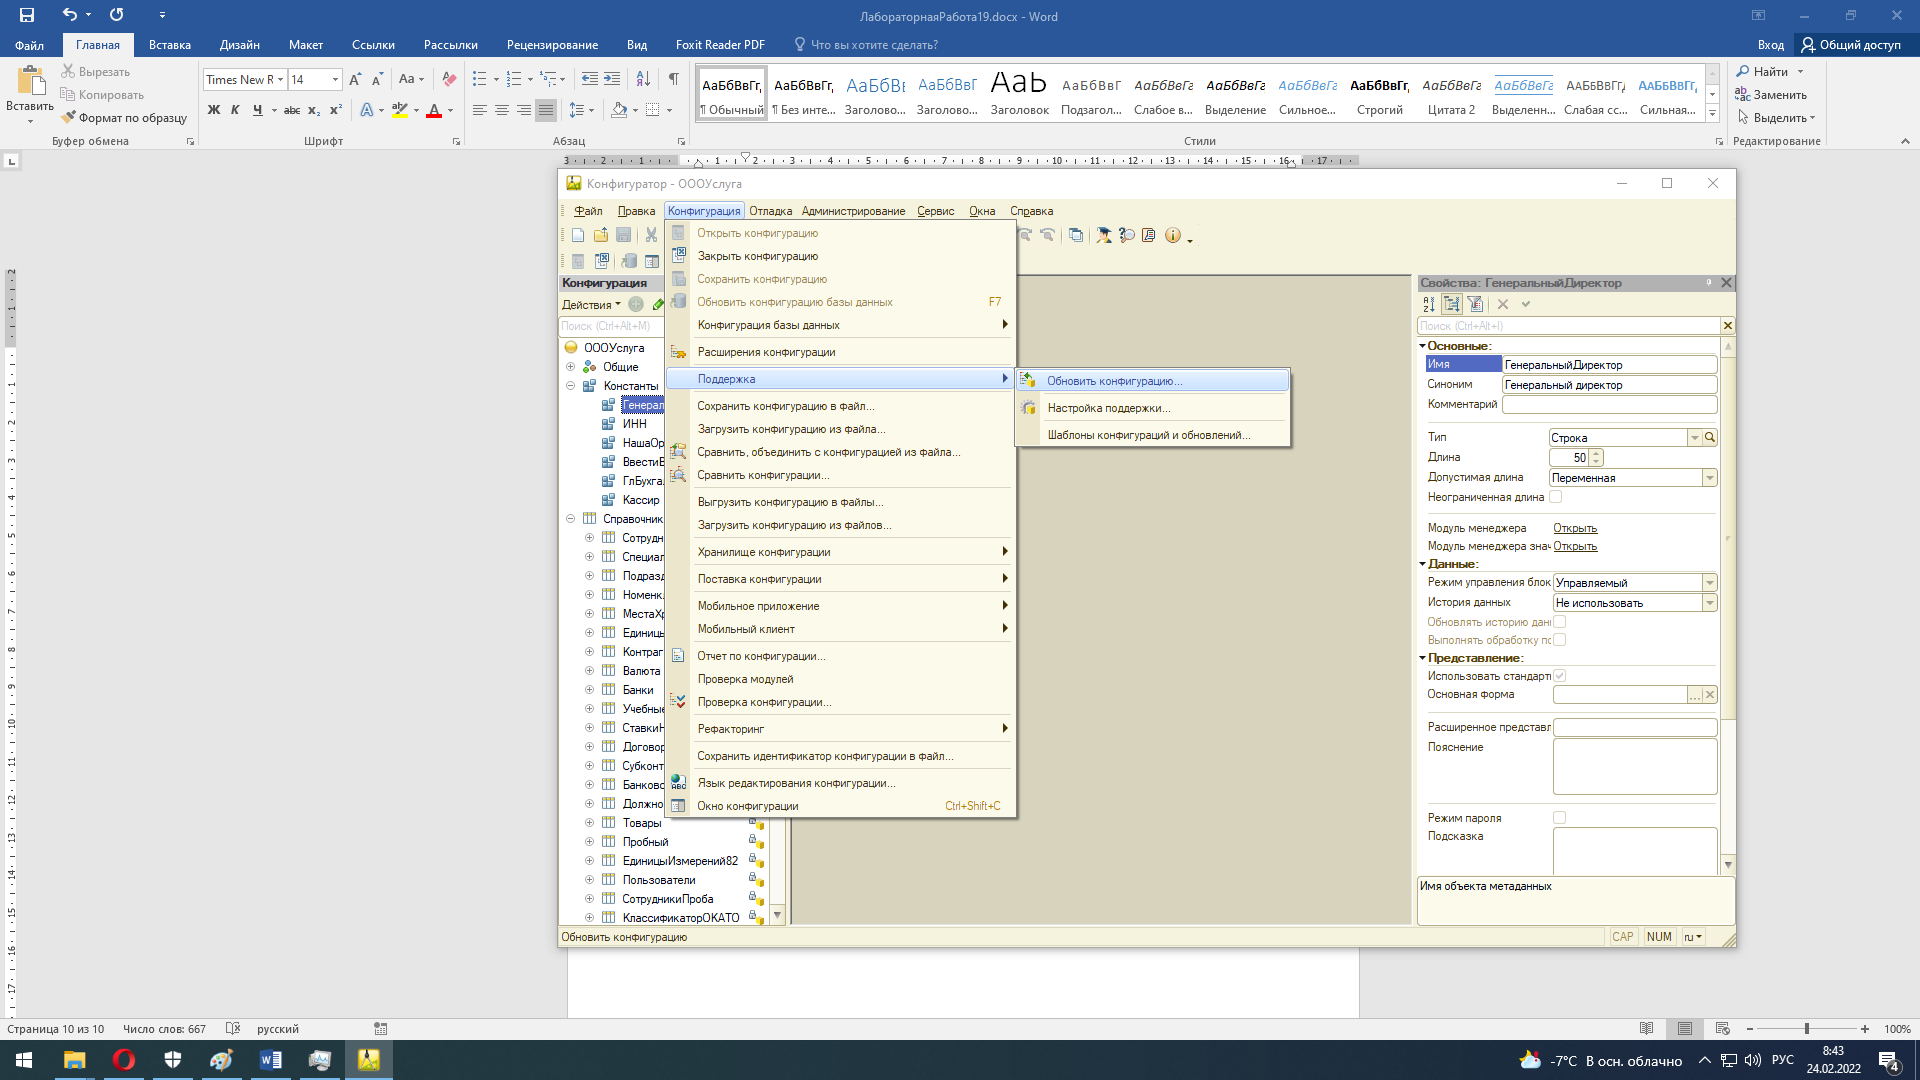 ЛабораторнаяРабота19.docx - Word
Файл Главная Вставка Дизайн Макет Ссылки Рассылки Рецензирование Вид Foxit Reader PDF Что вы хотите сделать? Вход Общий доступ
Вставить
Вырезать
Копировать
Формат по образцу
Буфер обмена
Times New R 14
Шрифт
Абзац
АаБбВвГг, АаБбВвГг, АаБбВв АаБбВвГ АаБ АаБбВвГ АаБбВвГг АаБбВвГг АаБбВвГг АаБбВвГг, АаБбВвГг АаБбВвГг АаБбВвГг, АаБбВвГг,
¶ Обычный ¶ Без инте... Заголово... Заголово... Заголовок Подзагол... Слабое в... Выделение Сильное... Строгий Цитата 2 Выделенн... Слабая сс... Сильная...
Стили
Найти
Заменить
Выделить
Редактирование
Конфигуратор - ОООУслуга
Файл Правка Конфигурация Отладка Администрирование Сервис Окна Справка
Конфигурация
Действия
Поиск (Ctrl+Alt+M)
ОООУслуга
Общие
Константы
Генерал
ИНН
НашаОр
ВвестиВ
ГлБухга
Кассир
Справочник
Сотрудн
Специал
Подразд
Номенк
МестаХр
Единиц
Контраг
Валюта
Банки
Учебные
СтавкиН
Договор
Субконт
Банково
Должно
Товары
Пробный
ЕдиницыИзмерений82
Пользователи
СотрудникиПроба
КлассификаторОКАТО
Открыть конфигурацию
Закрыть конфигурацию
Сохранить конфигурацию
Обновить конфигурацию базы данных F7
Конфигурация базы данных
Расширения конфигурации
Поддержка
Сохранить конфигурацию в файл...
Загрузить конфигурацию из файла...
Сравнить, объединить с конфигурацией из файла...
Сравнить конфигурации...
Выгрузить конфигурацию в файлы...
Загрузить конфигурацию из файлов...
Хранилище конфигурации
Поставка конфигурации
Мобильное приложение
Мобильный клиент
Отчет по конфигурации...
Проверка модулей
Проверка конфигурации...
Рефакторинг
Сохранить идентификатор конфигурации в файл...
Язык редактирования конфигурации...
Окно конфигурации Ctrl+Shift+C
Обновить конфигурацию...
Настройка поддержки...
Шаблоны конфигураций и обновлений...
Свойства: ГенеральныйДиректор
Поиск (Ctrl+Alt+I)
Основные:
Имя ГенеральныйДиректор
Синоним Генеральный директор
Комментарий
Тип Строка
Длина 50
Допустимая длина Переменная
Неограниченная длина
Модуль менеджера Открыть
Модуль менеджера знач Открыть
Данные:
Режим управления блок Управляемый
История данных Не использовать
Обновлять историю дан
Выполнять обработку по
Представление:
Использовать стандарт
Основная форма
Расширенное представл
Пояснение
Режим пароля
Подсказка
Имя объекта метаданных
Обновить конфигурацию CAP NUM ru
Страница 10 из 10 Число слов: 667 русский 100%
-7°C В осн. облачно РУС 8:43
24.02.2022 4